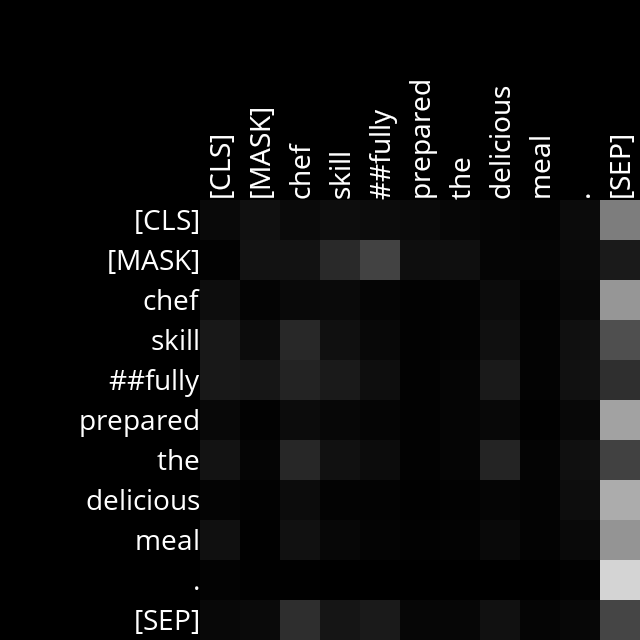 [CLS] [MASK] chef skill ##fully prepared the delicious meal . [SEP]
[CLS]
[MASK]
chef
skill
##fully
prepared
the
delicious
meal
.
[SEP]